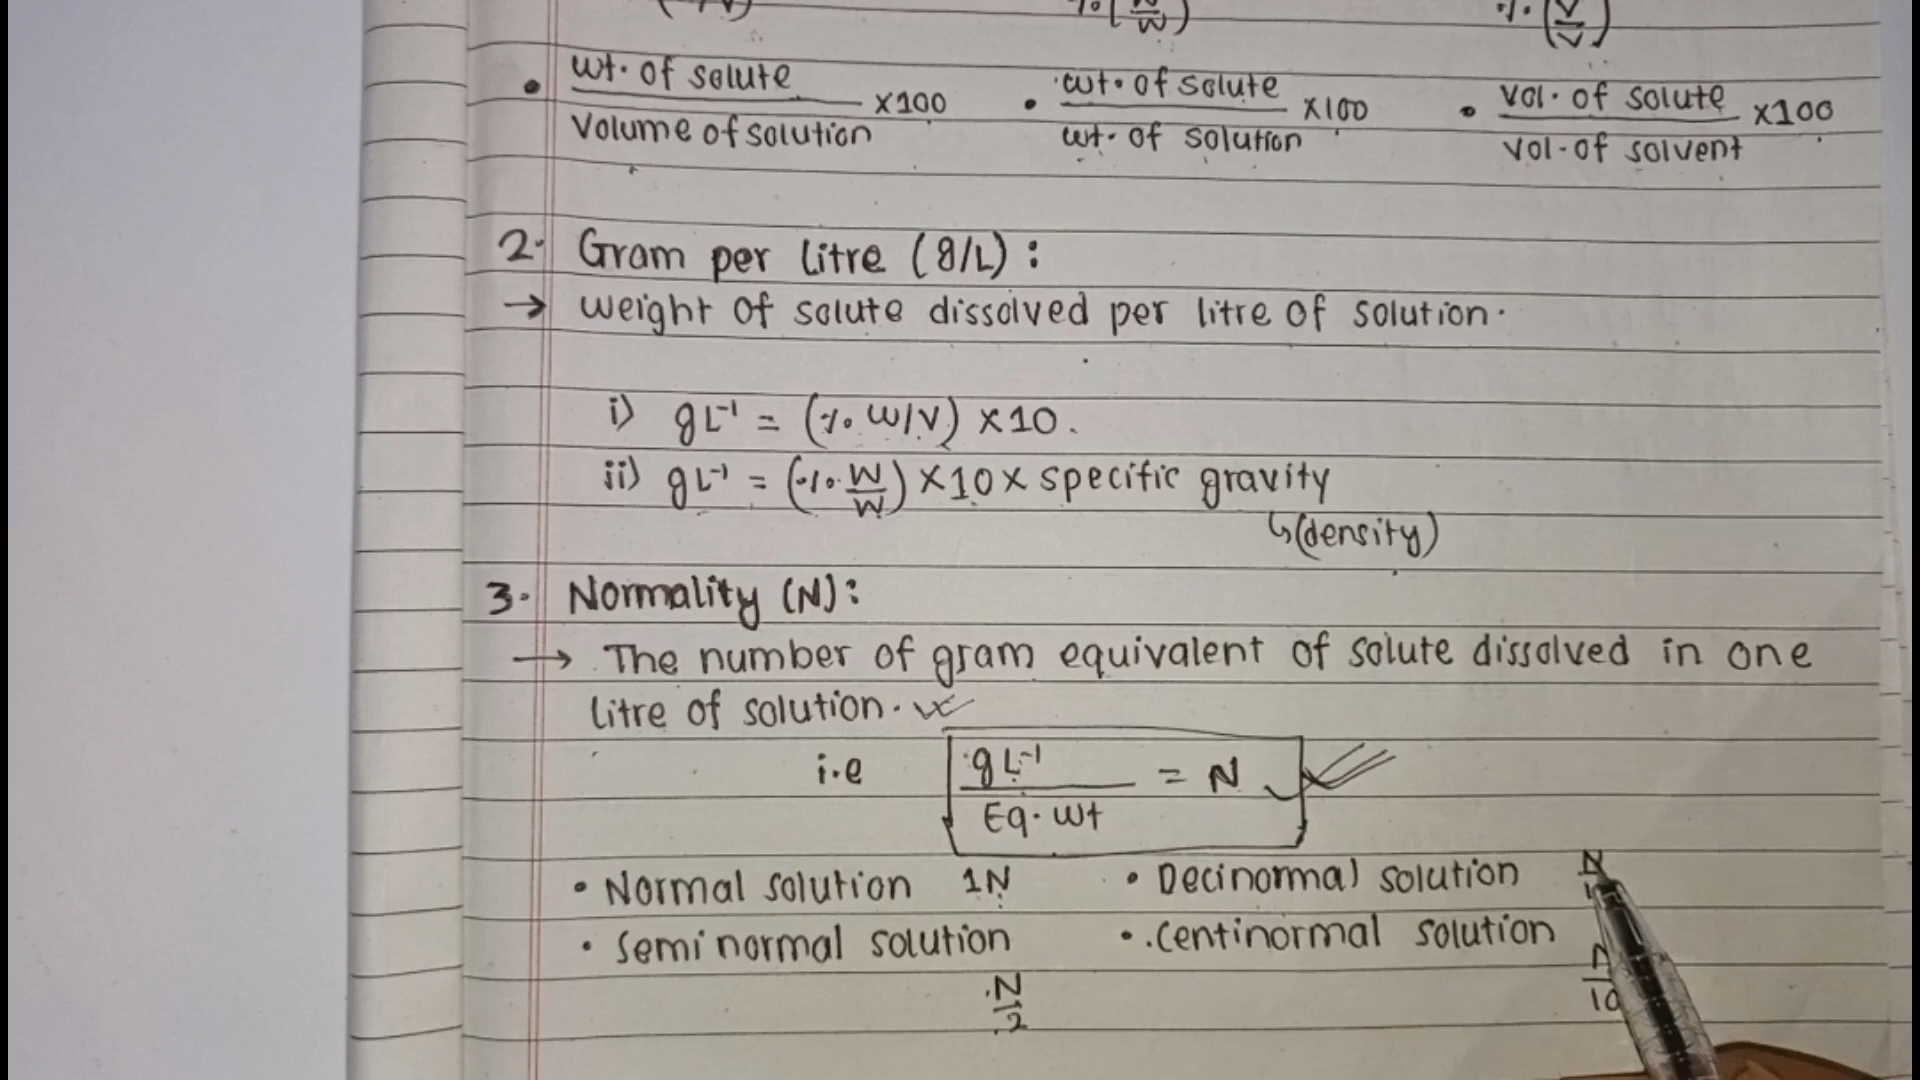 % (W/W) % (V/V)
• wt. of solute / Volume of solution x100 • wt. of solute / wt. of solution x100 • vol. of solute / vol. of solvent x100
2. Gram per litre (g/L) :
→ weight of solute dissolved per litre of solution.
i) gL⁻¹ = (% W/V) x 10.
ii) gL⁻¹ = (% W/W) x 10 x specific gravity
↳ (density)
3. Normality (N) :
→ The number of gram equivalent of solute dissolved in one
litre of solution.
i.e gL⁻¹ / Eq. wt = N
• Normal solution 1N • Decinormal solution N
• seminormal solution N/2 • centinormal solution